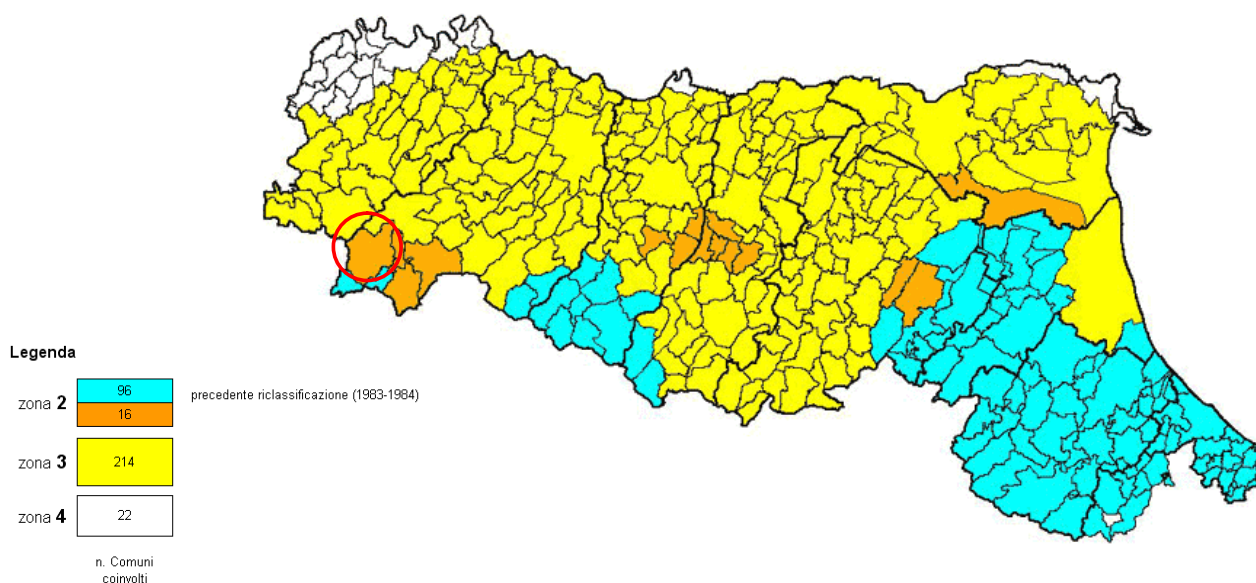 Legenda
zona 2
96
precedente riclassificazione (1983-1984)
16
zona 3
214
zona 4
22
n. Comuni
coinvolti